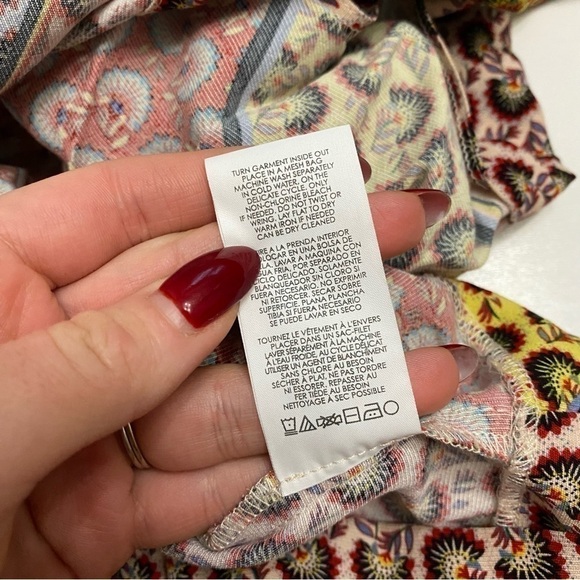 TURN GARMENT INSIDE OUT
PLACE IN A MESH BAG
MACHINE WASH SEPARATELY
IN COLD WATER, ON THE
DELICATE CYCLE. ONLY
NON-CHLORINE BLEACH
IF NEEDED. DO NOT TWIST OR
WRING. LAY FLAT TO DRY
WARM IRON IF NEEDED
CAN BE DRY CLEANED
A LA PRENDA INTERIOR
COLOCAR EN UNA BOLSA DE
LAVAR A MAQUINA CON
FRIA, POR SEPARADO EN
CICLO DELICADO. SOLAMENTE
BLANQUEADOR SIN CLORO SI
FUERA NECESARIO. NO EXPRIMIR
NI RETORCER. SECAR SOBRE
SUPERFICIE. PLANA PLANCHA
TIBIA SI FUERA NECESARIO
SE PUEDE LAVAR EN SECO
TOURNEZ LE VÊTEMENT À L'ENVERS
PLACER DANS UN SAC-FILET
LAVER SÉPARÉMENT À LA MACHINE
À L'EAU FROIDE, AU CYCLE DÉLICAT
UTILISER UN AGENT DE BLANCHIMENT
SANS CHLORE AU BESOIN
SÉCHER À PLAT. NE PAS TORDRE
NI ESSORER. REPASSER AU
FER TIÈDE AU BESOIN
NETTOYAGE À SEC POSSIBLE